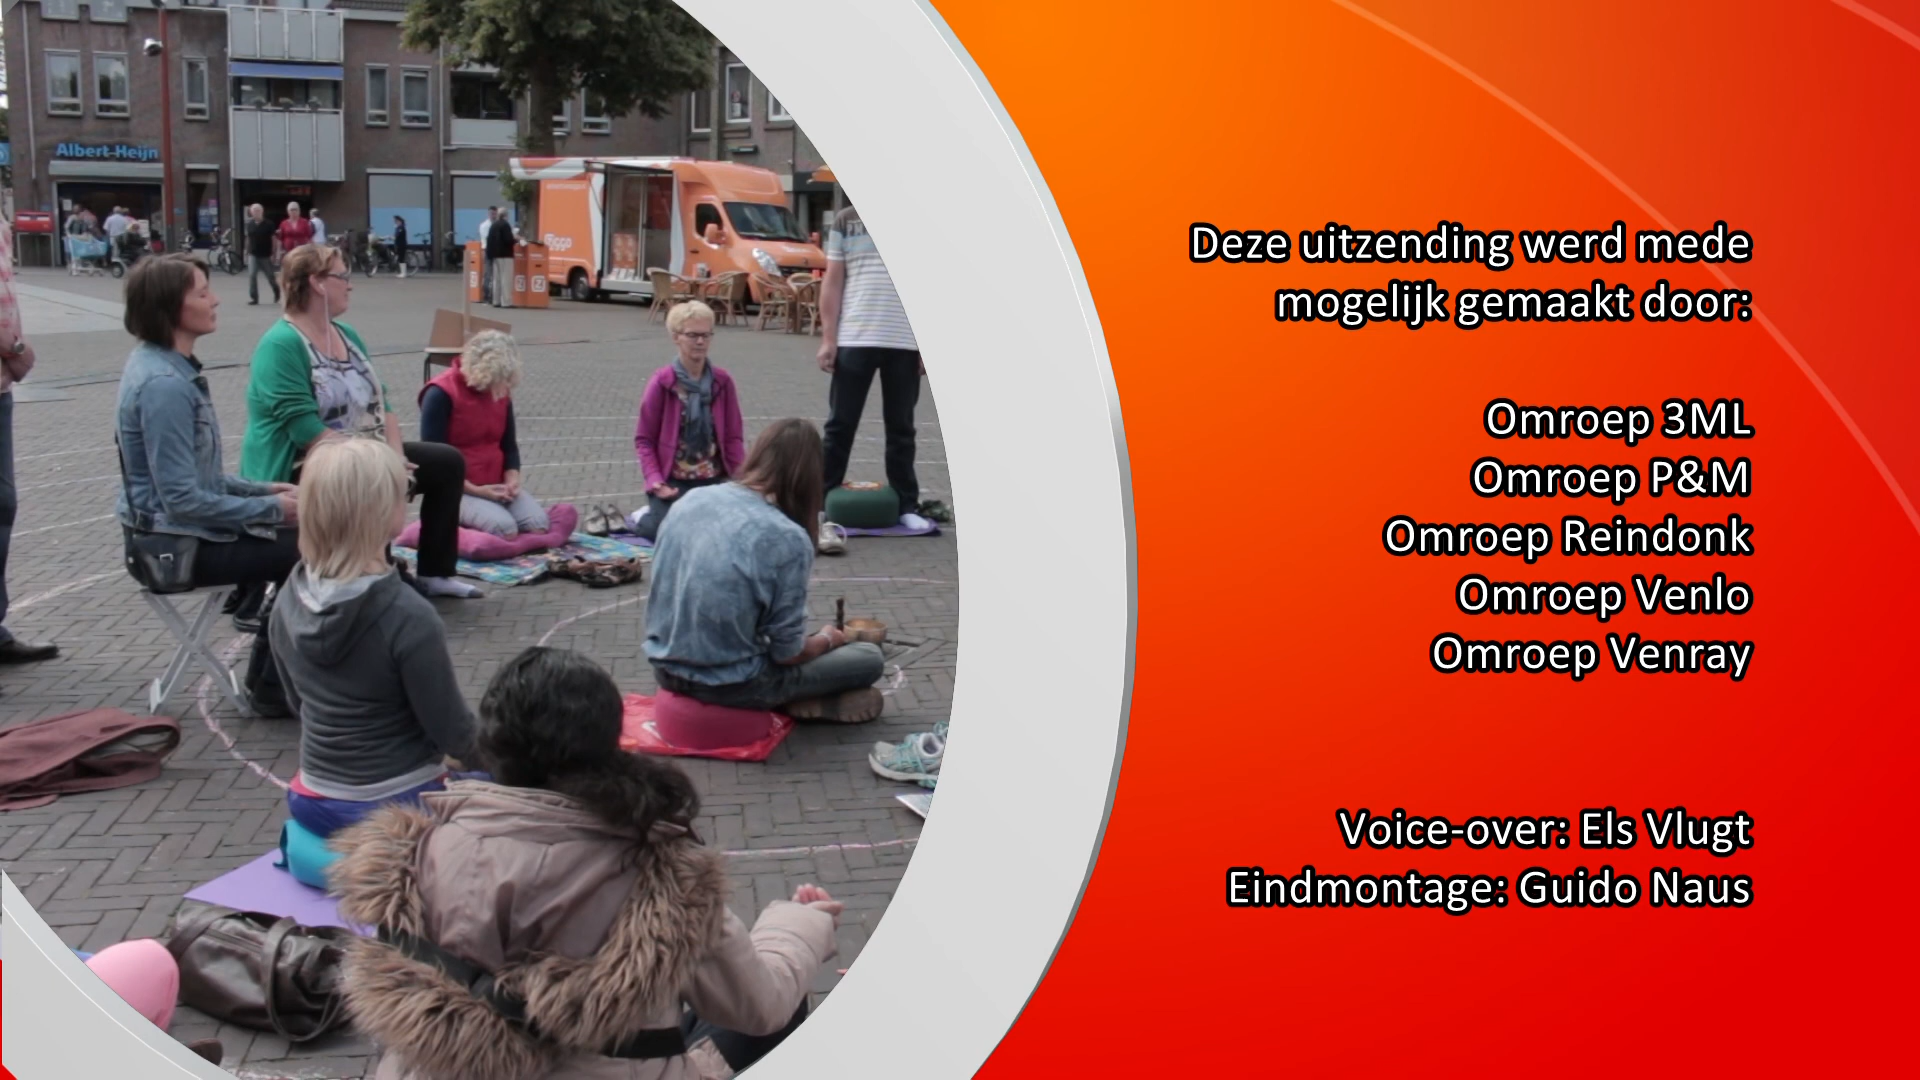 Albert Heijn
Ziggo
Deze uitzending werd mede
mogelijk gemaakt door:
Omroep 3ML
Omroep P&M
Omroep Reindonk
Omroep Venlo
Omroep Venray
Voice-over: Els Vlugt
Eindmontage: Guido Naus